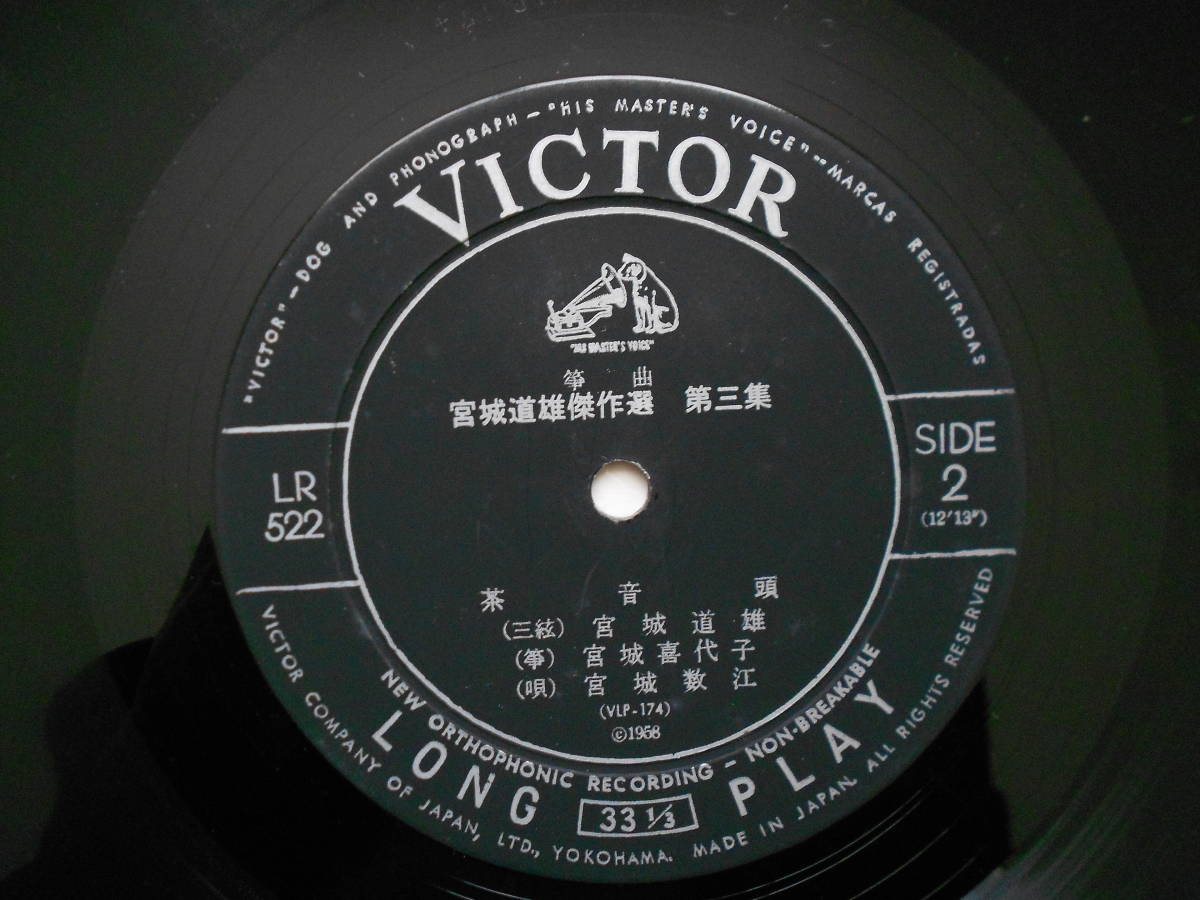 "VICTOR" — DOG AND PHONOGRAPH — "HIS MASTER'S VOICE" — MARCAS REGISTRADAS
VICTOR
"HIS MASTER'S VOICE"
箏 曲
宮城道雄傑作選 第三集
LR
522
SIDE
2
(12'13")
茶 音 頭
(三絃) 宮城道雄
(箏) 宮城喜代子
(唄) 宮城数江
(VLP-174)
©1958
NEW ORTHOPHONIC RECORDING - NON-BREAKABLE
LONG 33 1/3 PLAY
VICTOR COMPANY OF JAPAN, LTD., YOKOHAMA. MADE IN JAPAN. ALL RIGHTS RESERVED